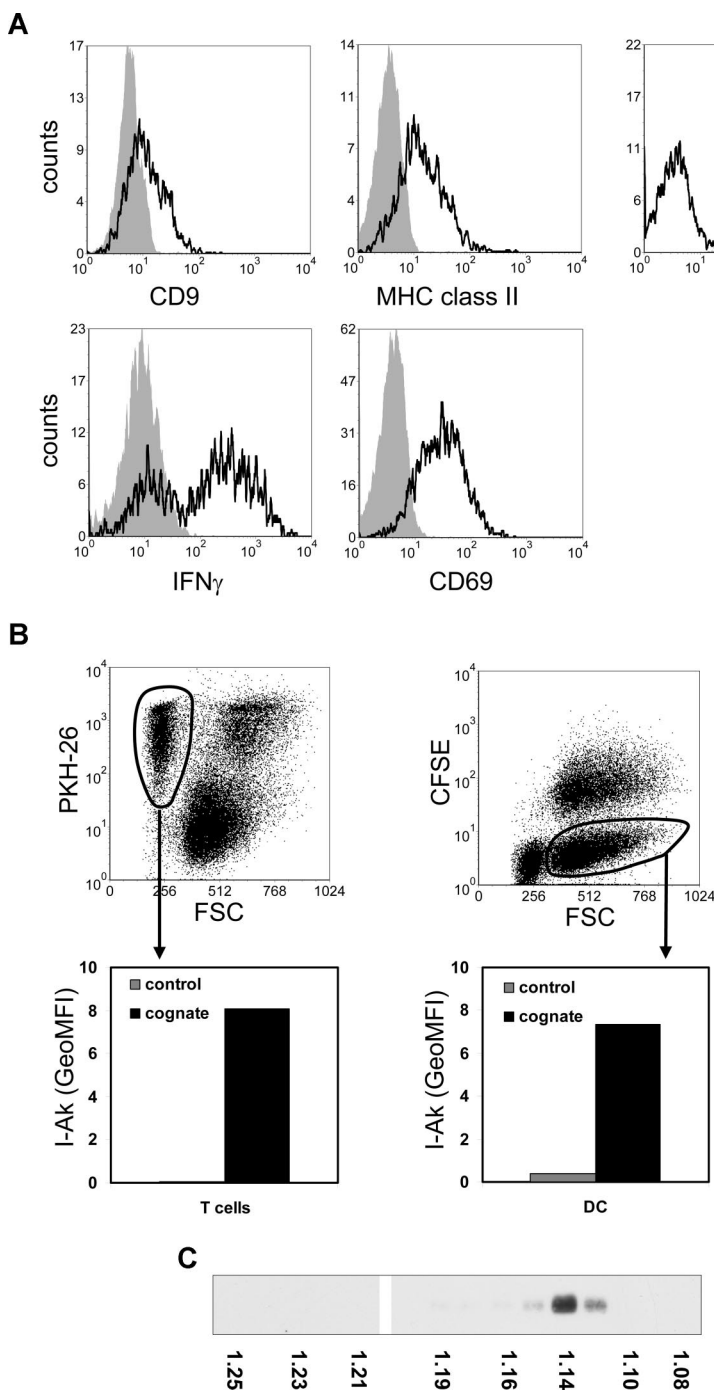 A
17
13
9
4
0
10^0 10^1 10^2 10^3 10^4
counts
CD9
14
11
7
4
0
10^0 10^1 10^2 10^3 10^4
MHC class II
22
17
11
6
0
10^0 10^1
23
17
12
6
0
10^0 10^1 10^2 10^3 10^4
counts
IFNγ
62
47
31
16
0
10^0 10^1 10^2 10^3 10^4
CD69
B
10^4
10^3
10^2
10^1
10^0
PKH-26
0 256 512 768 1024
FSC
10^4
10^3
10^2
10^1
10^0
CFSE
0 256 512 768 1024
FSC
10
8
6
4
2
0
I-Ak (GeoMFI)
control
cognate
T cells
10
8
6
4
2
0
I-Ak (GeoMFI)
control
cognate
DC
C
1.25 1.23 1.21 1.19 1.16 1.14 1.10 1.08